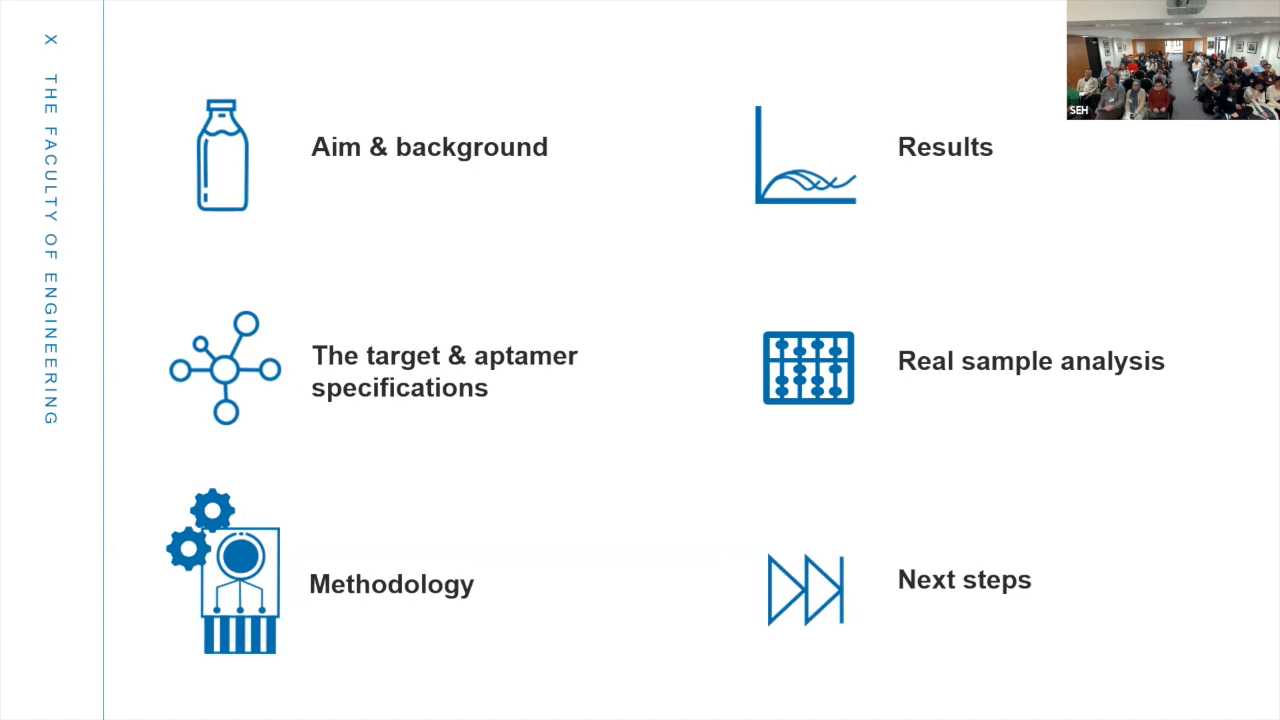 X THE FACULTY OF ENGINEERING
Aim & background
The target & aptamer
specifications
Methodology
Results
Real sample analysis
Next steps
SEH